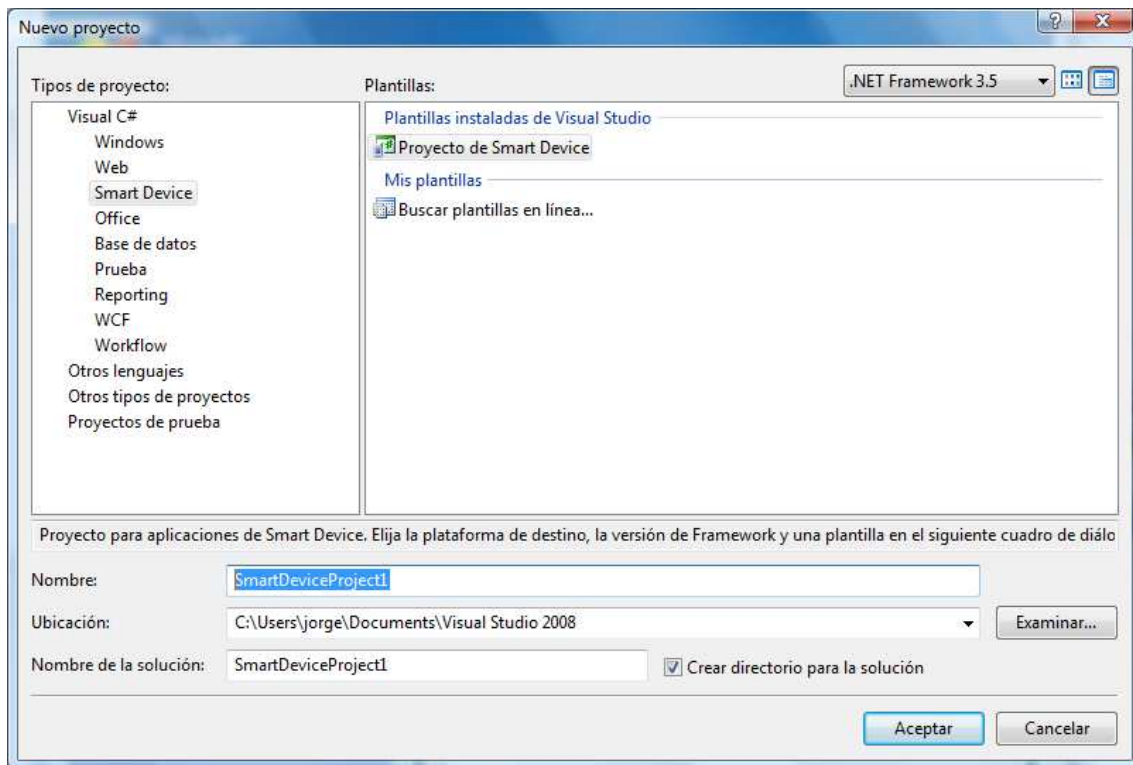 Nuevo proyecto
Tipos de proyecto:
Plantillas:
.NET Framework 3.5
Visual C#
Windows
Web
Smart Device
Office
Base de datos
Prueba
Reporting
WCF
Workflow
Otros lenguajes
Otros tipos de proyectos
Proyectos de prueba
Plantillas instaladas de Visual Studio
Proyecto de Smart Device
Mis plantillas
Buscar plantillas en línea...
Proyecto para aplicaciones de Smart Device. Elija la plataforma de destino, la versión de Framework y una plantilla en el siguiente cuadro de diálo
Nombre:
SmartDeviceProject1
Ubicación:
C:\Users\jorge\Documents\Visual Studio 2008
Examinar...
Nombre de la solución:
SmartDeviceProject1
Crear directorio para la solución
Aceptar
Cancelar